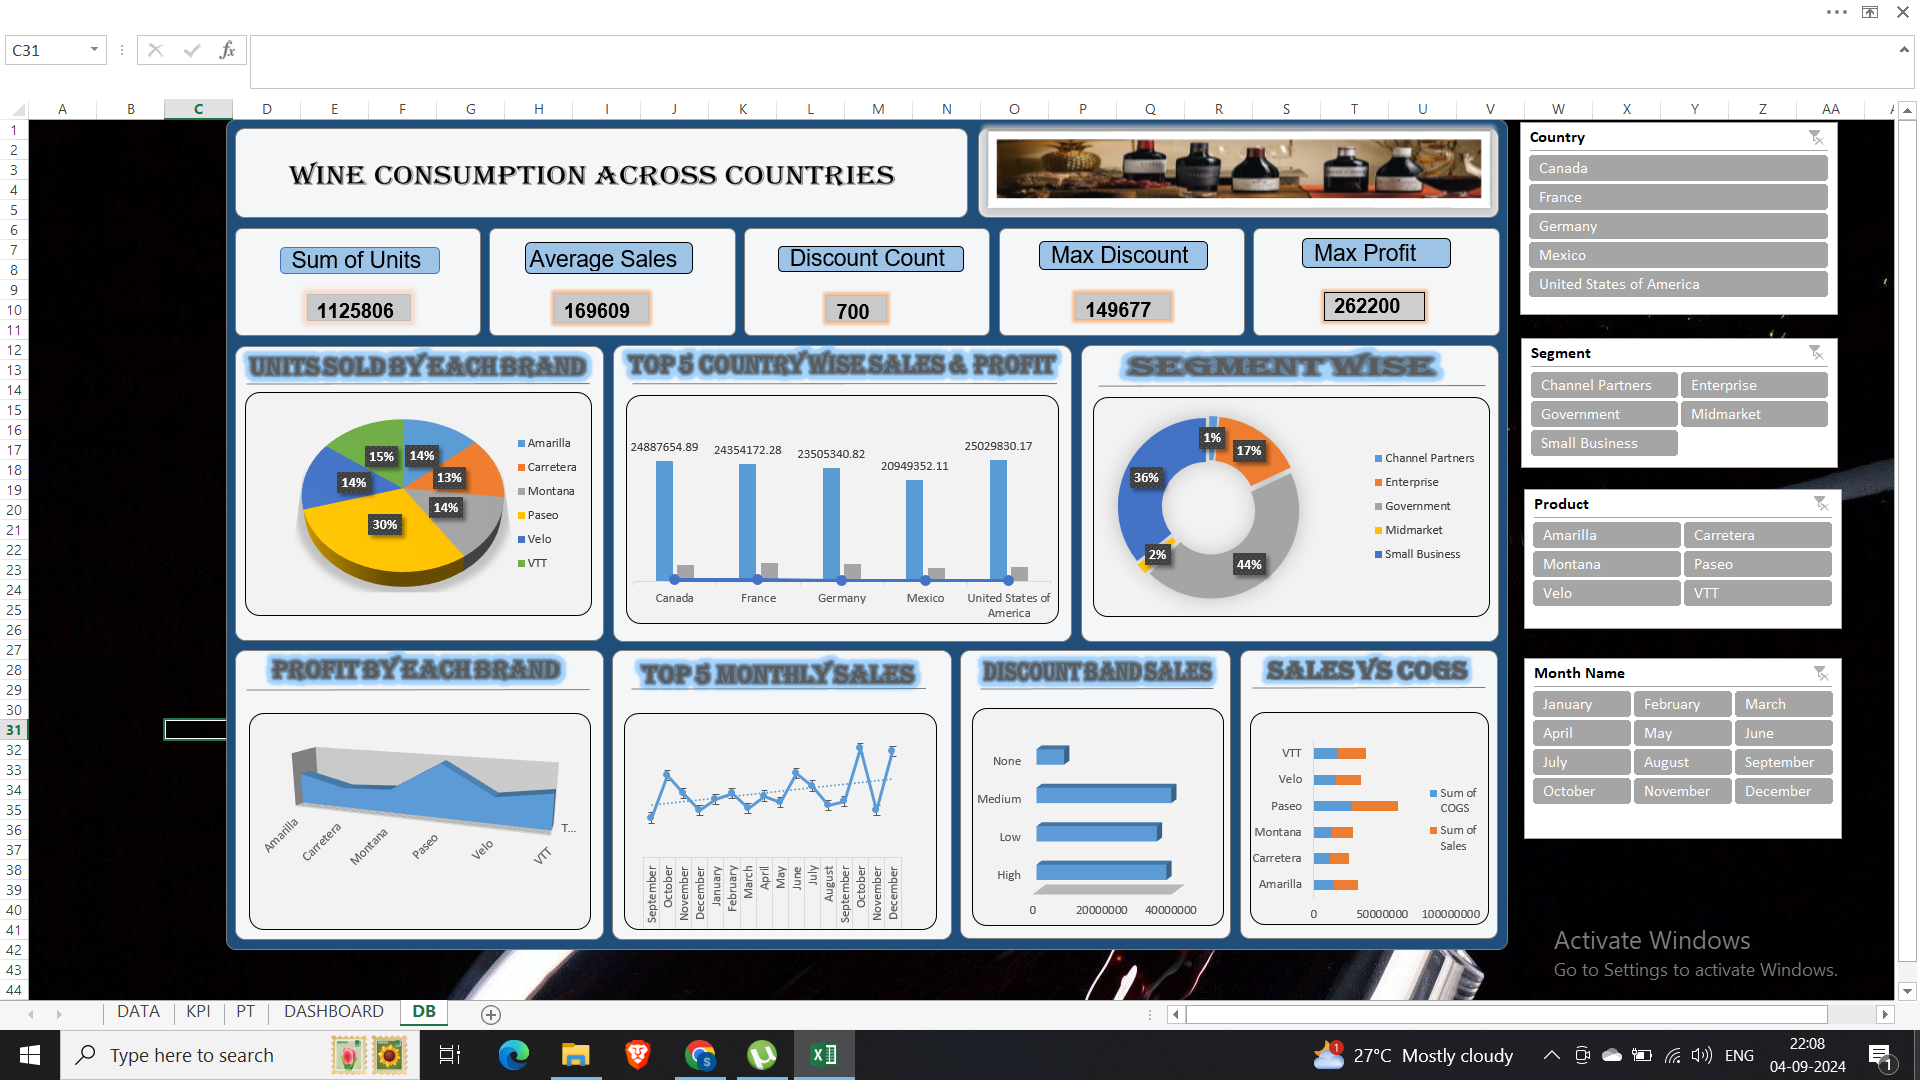 C31
fx
A B C D E F G H I J K L M N O P Q R S T U V W X Y Z AA
1
2
3
4
5
6
7
8
9
10
11
12
13
14
15
16
17
18
19
20
21
22
23
24
25
26
27
28
29
30
31
32
33
34
35
36
37
38
39
40
41
42
43
44
WINE CONSUMPTION ACROSS COUNTRIES
Sum of Units
1125806
Average Sales
169609
Discount Count
700
Max Discount
149677
Max Profit
262200
UNITS SOLD BY EACH BRAND
15%
14%
13%
14%
30%
14%
Amarilla
Carretera
Montana
Paseo
Velo
VTT
TOP 5 COUNTRY WISE SALES & PROFIT
24887654.89
24354172.28
23505340.82
20949352.11
25029830.17
Canada
France
Germany
Mexico
United States of
America
SEGMENT WISE
1%
17%
36%
2%
44%
Channel Partners
Enterprise
Government
Midmarket
Small Business
PROFIT BY EACH BRAND
Amarilla
Carretera
Montana
Paseo
Velo
VTT
T...
TOP 5 MONTHLY SALES
September
October
November
December
January
February
March
April
May
June
July
August
September
October
November
December
DISCOUNT BAND SALES
None
Medium
Low
High
0 20000000 40000000
SALES VS COGS
VTT
Velo
Paseo
Montana
Carretera
Amarilla
0 50000000 100000000
Sum of
COGS
Sum of
Sales
Country
Canada
France
Germany
Mexico
United States of America
Segment
Channel Partners Enterprise
Government Midmarket
Small Business
Product
Amarilla Carretera
Montana Paseo
Velo VTT
Month Name
January February March
April May June
July August September
October November December
Activate Windows
Go to Settings to activate Windows.
DATA KPI PT DASHBOARD DB
Type here to search
S
1
27°C Mostly cloudy
ENG
22:08
04-09-2024
1